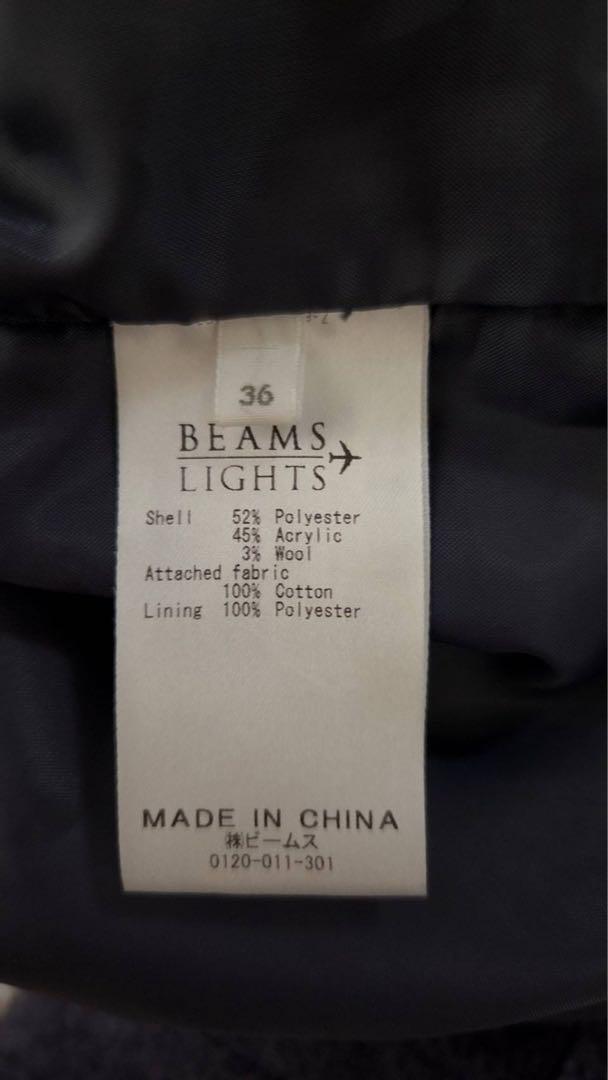 36
BEAMS
LIGHTS
Shell 52% Polyester
45% Acrylic
3% Wool
Attached fabric
100% Cotton
Lining 100% Polyester
MADE IN CHINA
㈱ビームス
0120-011-301